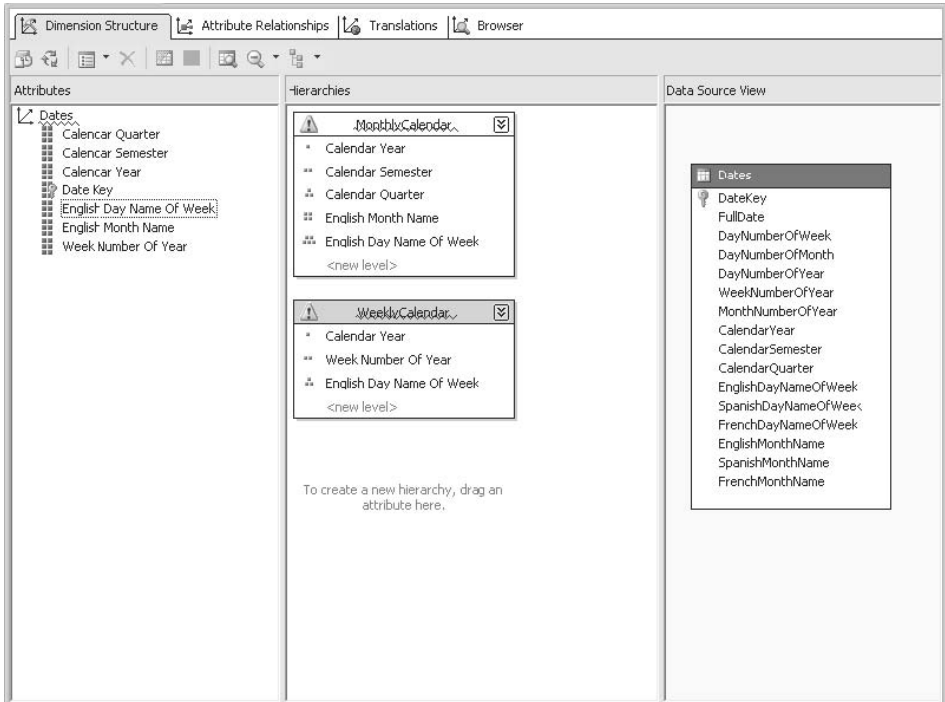 Dimension Structure Attribute Relationships Translations Browser
Attributes
Dates
Calencar Quarter
Calencar Semester
Calencar Year
Date Key
English Day Name Of Week
English Month Name
Week Number Of Year
Hierarchies
MonthlyCalendar
Calendar Year
Calendar Semester
Calendar Quarter
English Month Name
English Day Name Of Week
<new level>
WeeklyCalendar
Calendar Year
Week Number Of Year
English Day Name Of Week
<new level>
To create a new hierarchy, drag an
attribute here.
Data Source View
Dates
DateKey
FullDate
DayNumberOfWeek
DayNumberOfMonth
DayNumberOfYear
WeekNumberOfYear
MonthNumberOfYear
CalendarYear
CalendarSemester
CalendarQuarter
EnglishDayNameOfWeek
SpanishDayNameOfWeek
FrenchDayNameOfWeek
EnglishMonthName
SpanishMonthName
FrenchMonthName